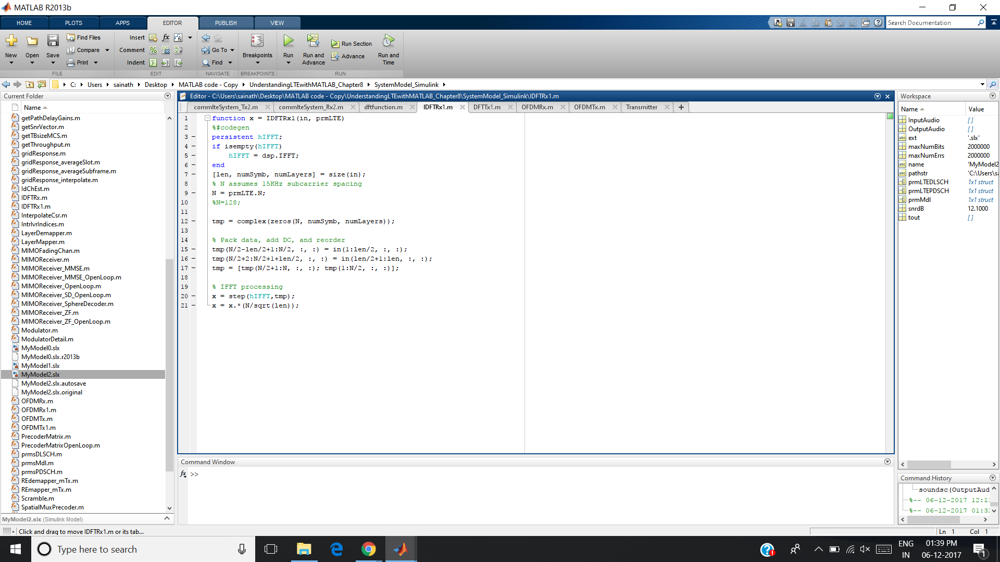 MATLAB R2013b
HOME PLOTS APPS EDITOR PUBLISH VIEW
Search Documentation
New Open Save Find Files Compare Print
FILE
Insert fx
Comment
Indent
EDIT
Go To
Find
NAVIGATE
Breakpoints
BREAKPOINTS
Run Run and Advance Run Section Advance Run and Time
RUN
C: Users sainath Desktop MATLAB code - Copy UnderstandingLTEwithMATLAB_Chapter8 SystemModel_Simulink
Current Folder
Name
getPathDelayGains.m
getSnrVector.m
getTBsizeMCS.m
getThroughput.m
gridResponse.m
gridResponse_averageSlot.m
gridResponse_averageSubframe.m
gridResponse_interpolate.m
IdChEst.m
IDFTRx.m
IDFTRx1.m
InterpolateCsr.m
IntrlvrIndices.m
LayerDemapper.m
LayerMapper.m
MIMOFadingChan.m
MIMOReceiver.m
MIMOReceiver_MMSE.m
MIMOReceiver_MMSE_OpenLoop.m
MIMOReceiver_OpenLoop.m
MIMOReceiver_SD_OpenLoop.m
MIMOReceiver_SphereDecoder.m
MIMOReceiver_ZF.m
MIMOReceiver_ZF_OpenLoop.m
Modulator.m
ModulatorDetail.m
MyModel0.slx
MyModel0.slx.r2013b
MyModel1.slx
MyModel2.slx
MyModel2.slx.autosave
MyModel2.slx.original
OFDMRx.m
OFDMRx1.m
OFDMTx.m
OFDMTx1.m
PrecoderMatrix.m
PrecoderMatrixOpenLoop.m
prmsDLSCH.m
prmsMdl.m
prmsPDSCH.m
REdemapper_mTx.m
REmapper_mTx.m
Scramble.m
SpatialMuxPrecoder.m
MyModel2.slx (Simulink Model)
Editor - C:\Users\sainath\Desktop\MATLAB code - Copy\UnderstandingLTEwithMATLAB_Chapter8\SystemModel_Simulink\IDFTRx1.m
commlteSystem_Tx2.m commlteSystem_Rx2.m dftfunction.m IDFTRx1.m DFTTx1.m OFDMRx.m OFDMTx.m Transmitter +
1 function x = IDFTRx1(in, prmLTE)
2 %#codegen
3 – persistent hIFFT;
4 – if isempty(hIFFT)
5 – hIFFT = dsp.IFFT;
6 – end
7 – [len, numSymb, numLayers] = size(in);
8 % N assumes 15KHz subcarrier spacing
9 – N = prmLTE.N;
10 %N=128;
11
12 – tmp = complex(zeros(N, numSymb, numLayers));
13
14 % Pack data, add DC, and reorder
15 – tmp(N/2-len/2+1:N/2, :, :) = in(1:len/2, :, :);
16 – tmp(N/2+2:N/2+1+len/2, :, :) = in(len/2+1:len, :, :);
17 – tmp = [tmp(N/2+1:N, :, :); tmp(1:N/2, :, :)];
18
19 % IFFT processing
20 – x = step(hIFFT,tmp);
21 – x = x.*(N/sqrt(len));
Command Window
fx >>
Workspace
Name Value
InputAudio []
OutputAudio []
ext '.slx'
maxNumBits 2000000
maxNumErrs 2000000
name 'MyModel2
pathstr 'C:\Users\s
prmLTEDLSCH 1x1 struct
prmLTEPDSCH 1x1 struct
prmMdl 1x1 struct
snrdB 12.1000
tout []
Command History
soundsc(OutputAud
%-- 06-12-2017 12:1
%-- 06-12-2017 01:3
Click and drag to move IDFTRx1.m or its tab...
Ln 1 Col 1
Type here to search
ENG
IN
01:39 PM
06-12-2017
1